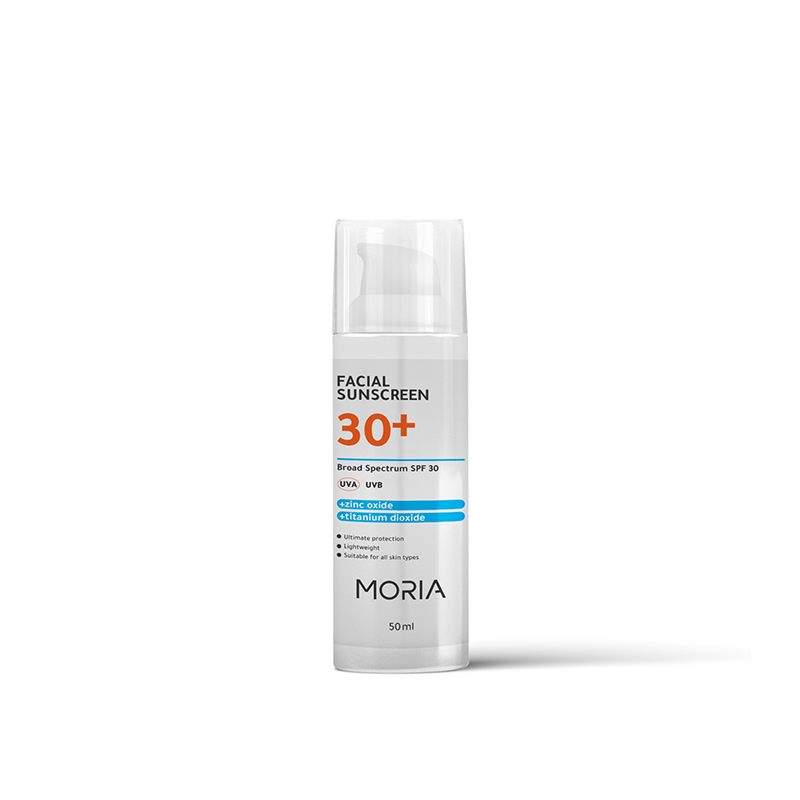 FACIAL
SUNSCREEN
30+
Broad Spectrum SPF 30
UVA UVB
+zinc oxide
+titanium dioxide
Ultimate protection
Lightweight
Suitable for all skin types
MORIA
50ml